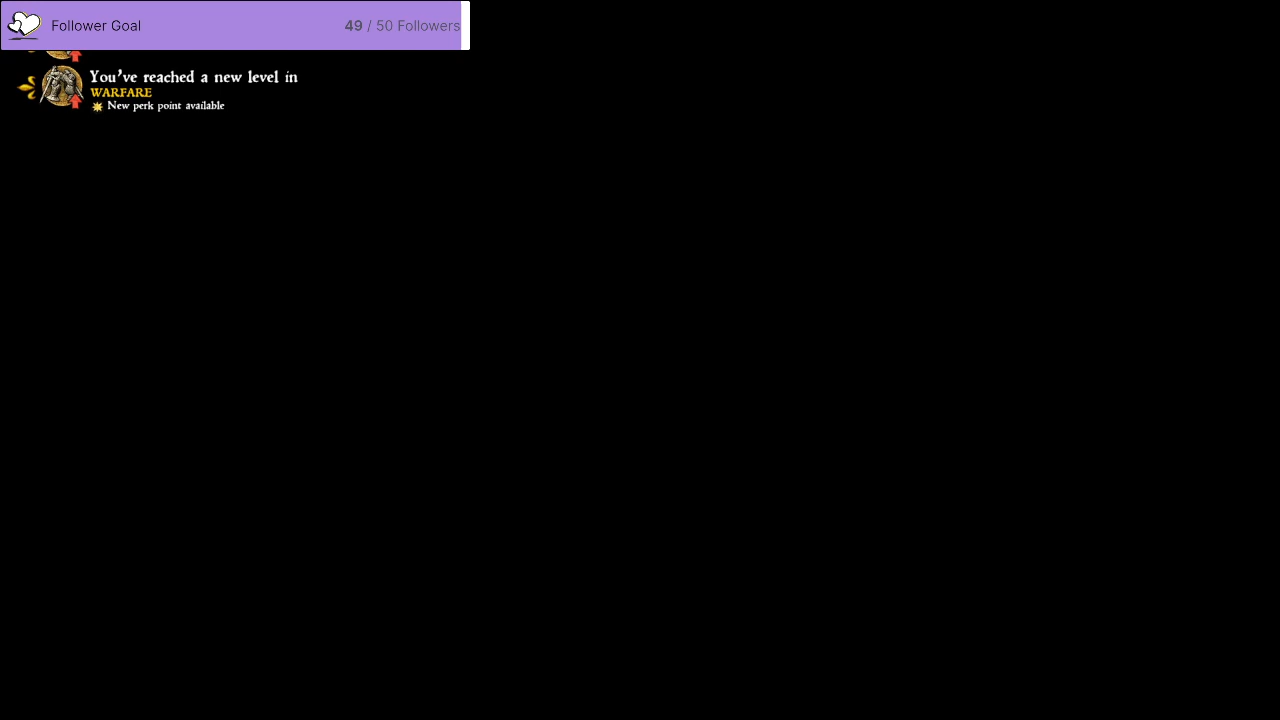 Follower Goal 49 / 50 Followers
You've reached a new level in
WARFARE
New perk point available